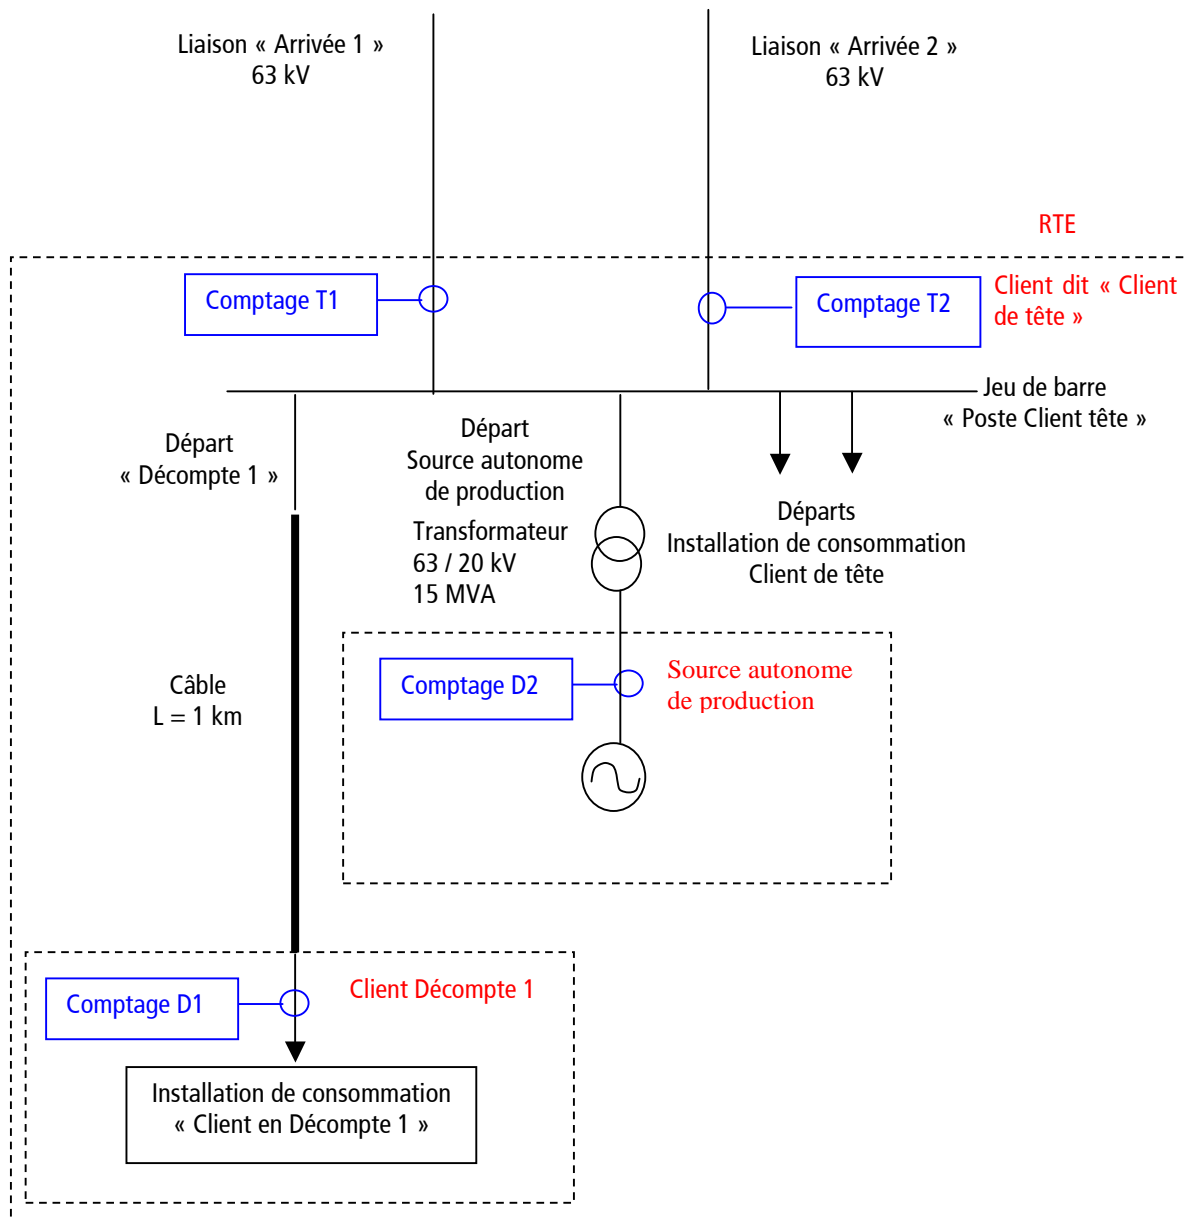 Liaison « Arrivée 1 »
63 kV
Liaison « Arrivée 2 »
63 kV
RTE
Comptage T1
Comptage T2
Client dit « Client
de tête »
Jeu de barre
« Poste Client tête »
Départ
« Décompte 1 »
Départ
Source autonome
de production
Transformateur
63 / 20 kV
15 MVA
Départs
Installation de consommation
Client de tête
Câble
L = 1 km
Comptage D2
Source autonome
de production
Comptage D1
Client Décompte 1
Installation de consommation
« Client en Décompte 1 »